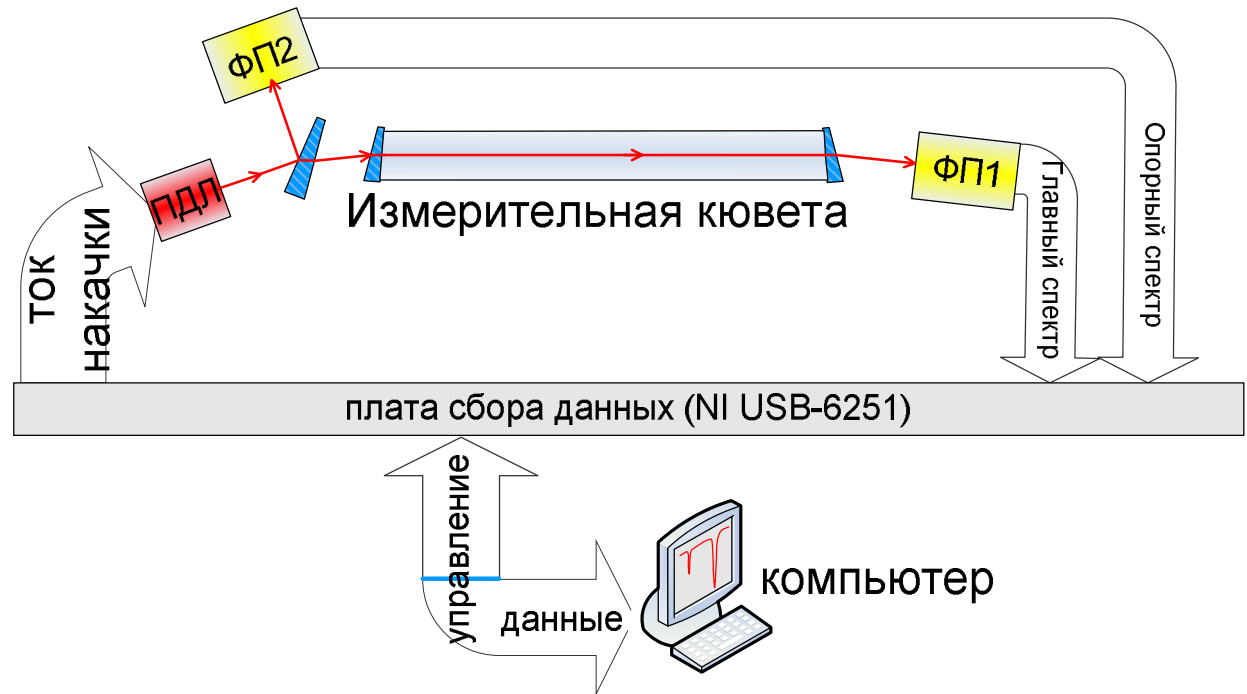 ФП2
ПДЛ
ФП1
Измерительная кювета
ток
накачки
Главный спектр
Опорный спектр
плата сбора данных (NI USB-6251)
управление
данные
компьютер